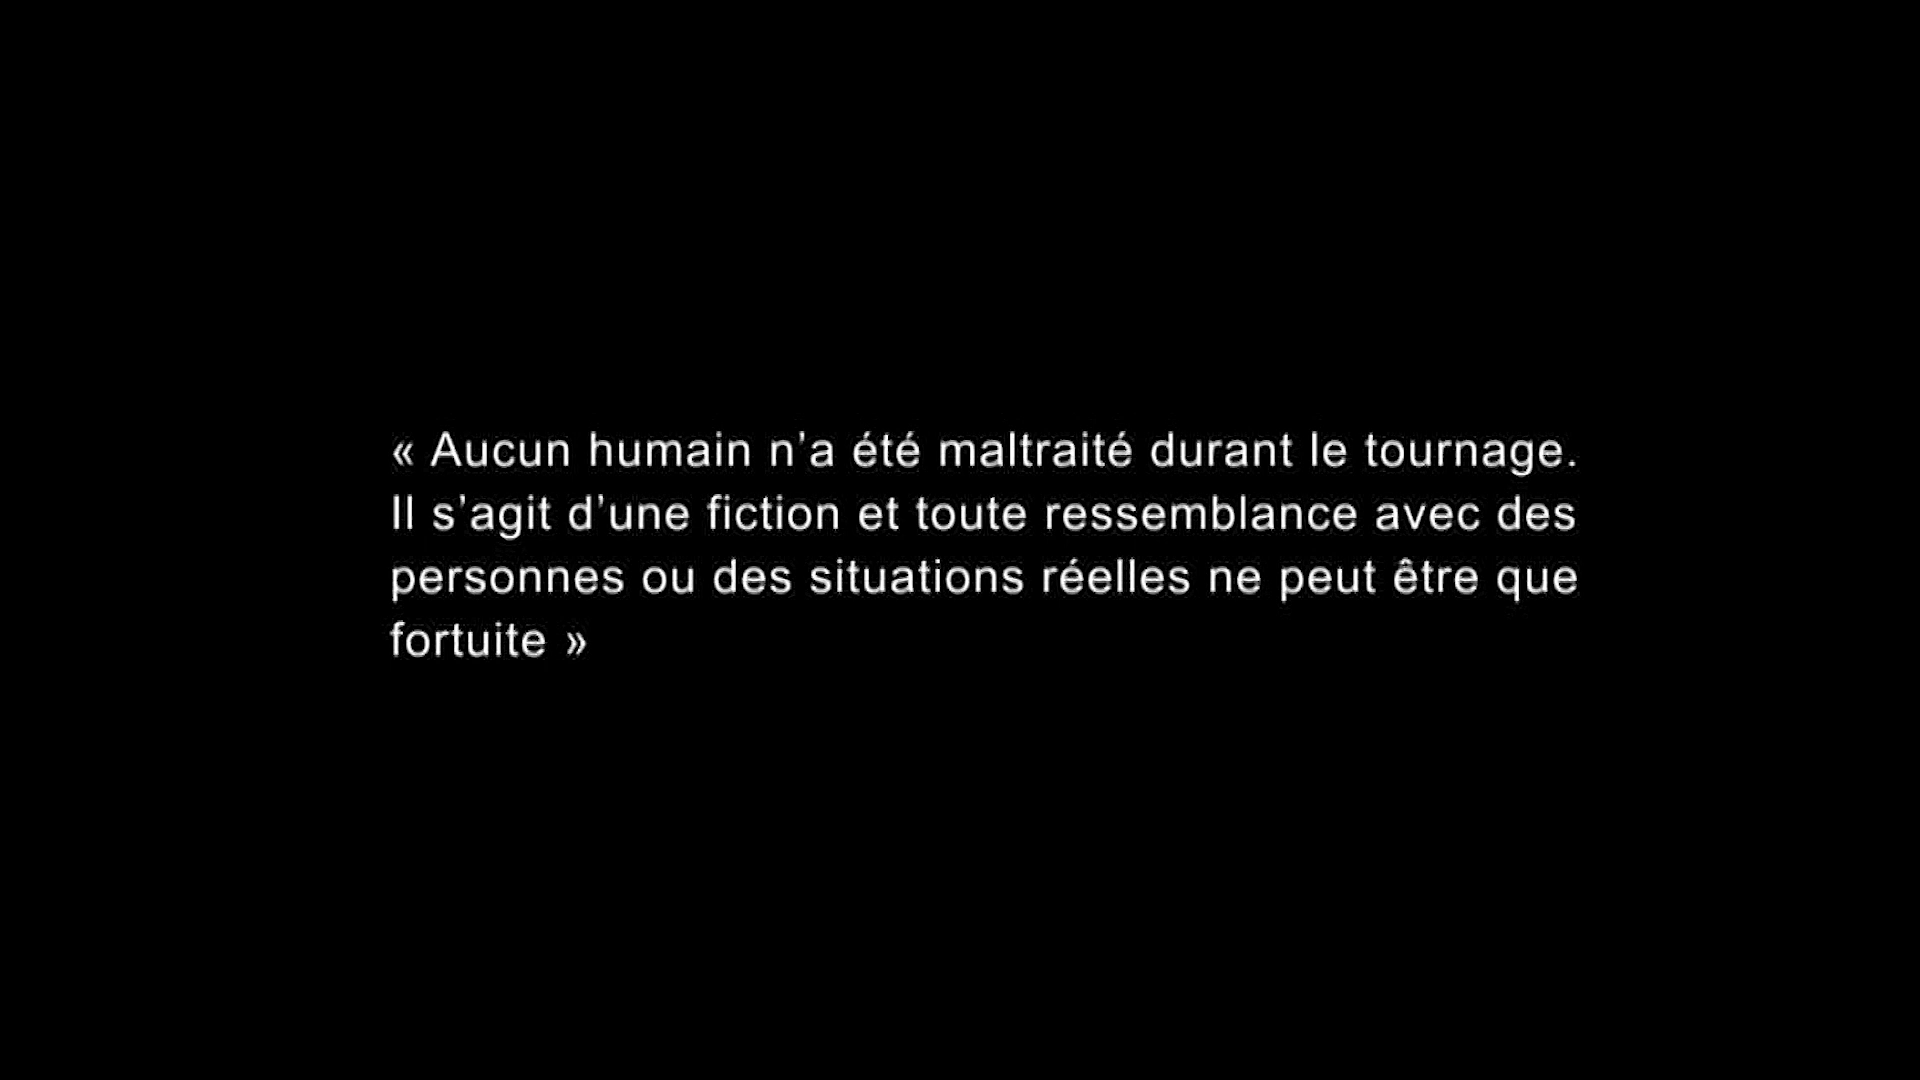 « Aucun humain n’a été maltraité durant le tournage.
Il s’agit d’une fiction et toute ressemblance avec des
personnes ou des situations réelles ne peut être que
fortuite »